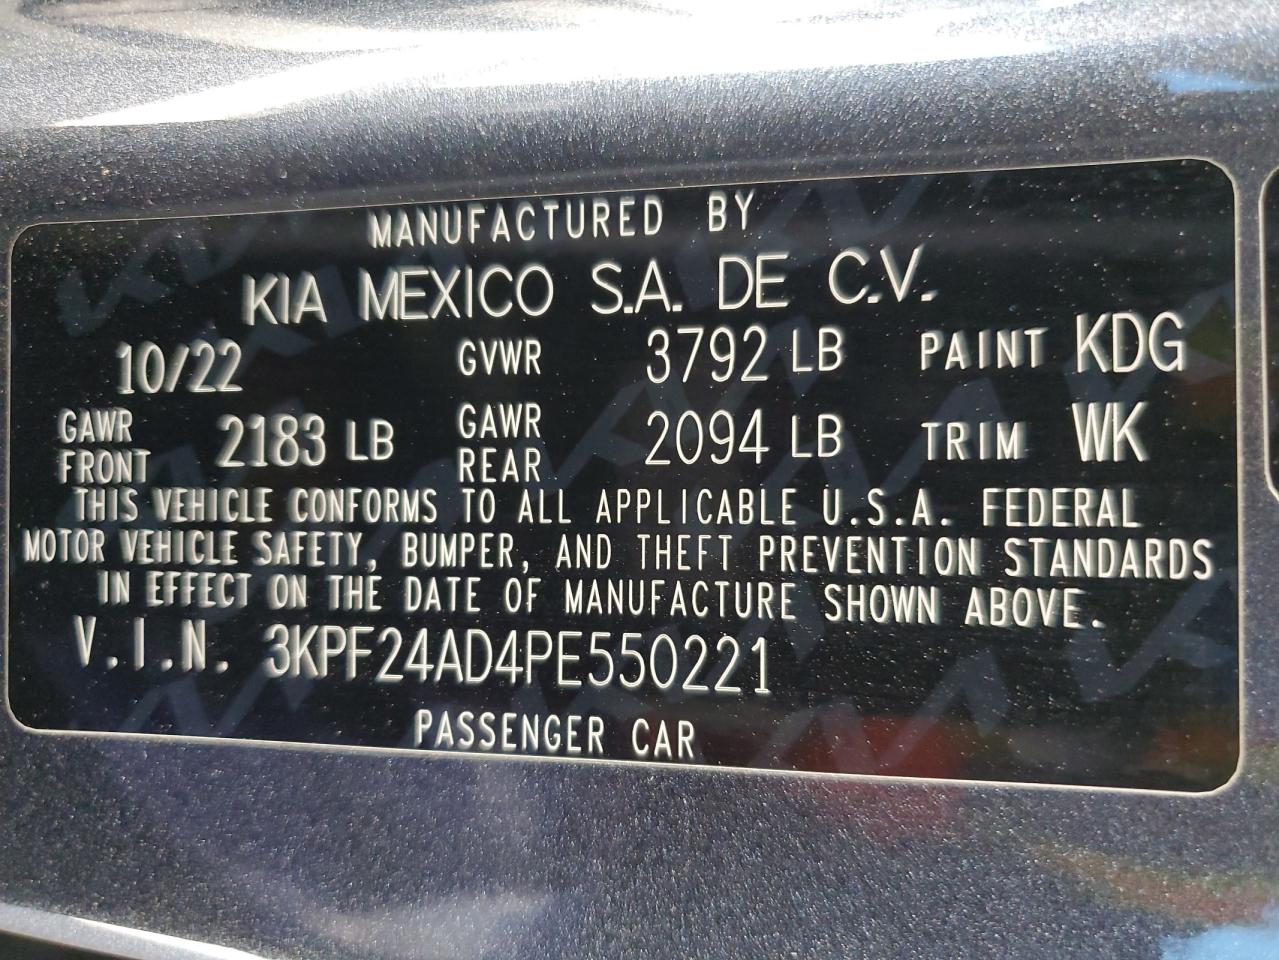 MANUFACTURED BY
KIA MEXICO S.A. DE C.V.
10/22 GVWR 3792 LB PAINT KDG
GAWR FRONT 2183 LB GAWR REAR 2094 LB TRIM WK
THIS VEHICLE CONFORMS TO ALL APPLICABLE U.S.A. FEDERAL
MOTOR VEHICLE SAFETY, BUMPER, AND THEFT PREVENTION STANDARDS
IN EFFECT ON THE DATE OF MANUFACTURE SHOWN ABOVE.
V.I.N. 3KPF24AD4PE550221
PASSENGER CAR